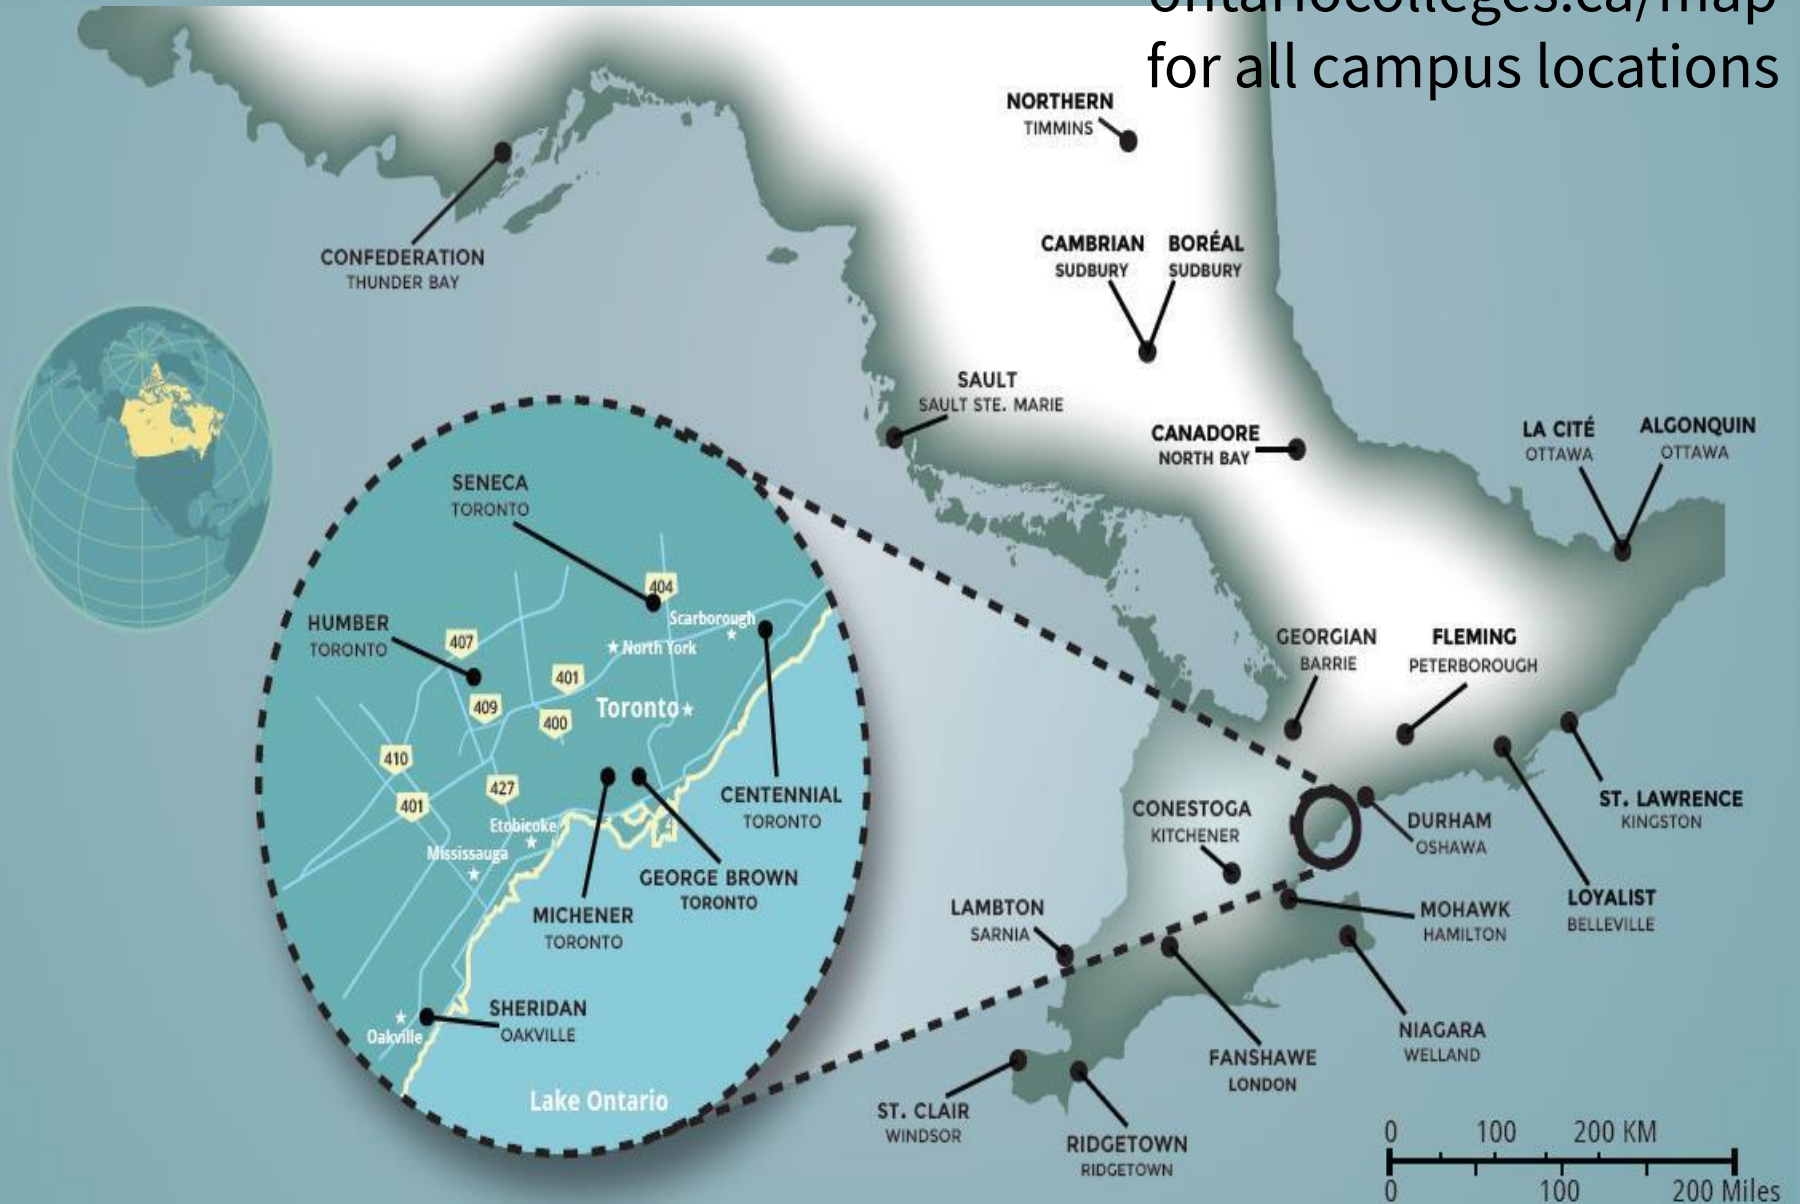 ontariocolleges.ca/map
for all campus locations
NORTHERN
TIMMINS
CONFEDERATION
THUNDER BAY
CAMBRIAN
SUDBURY
BORÉAL
SUDBURY
SAULT
SAULT STE. MARIE
CANADORE
NORTH BAY
LA CITÉ
OTTAWA
ALGONQUIN
OTTAWA
SENECA
TORONTO
404
Scarborough
HUMBER
TORONTO
407
North York
401
409
400
Toronto
410
401
427
Etobicoke
Mississauga
CENTENNIAL
TORONTO
GEORGE BROWN
TORONTO
MICHENER
TORONTO
SHERIDAN
OAKVILLE
Oakville
Lake Ontario
GEORGIAN
BARRIE
FLEMING
PETERBOROUGH
CONESTOGA
KITCHENER
DURHAM
OSHAWA
ST. LAWRENCE
KINGSTON
LOYALIST
BELLEVILLE
LAMBTON
SARNIA
MOHAWK
HAMILTON
NIAGARA
WELLAND
FANSHAWE
LONDON
ST. CLAIR
WINDSOR
RIDGETOWN
RIDGETOWN
0 100 200 KM
0 100 200 Miles